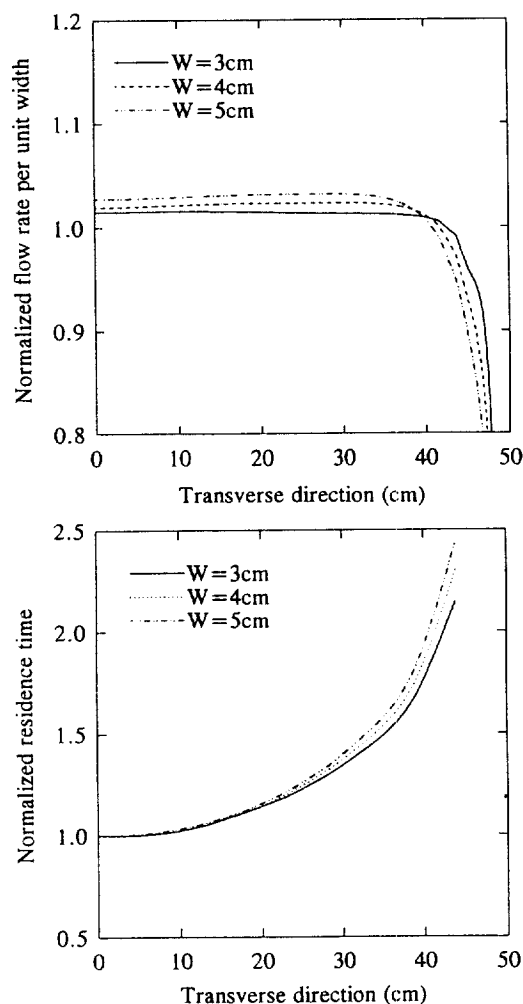 1.2
1.1
1.0
0.9
0.8
Normalized flow rate per unit width
W=3cm
W=4cm
W=5cm
0 10 20 30 40 50
Transverse direction (cm)
2.5
2.0
1.5
1.0
0.5
Normalized residence time
W=3cm
W=4cm
W=5cm
0 10 20 30 40 50
Transverse direction (cm)